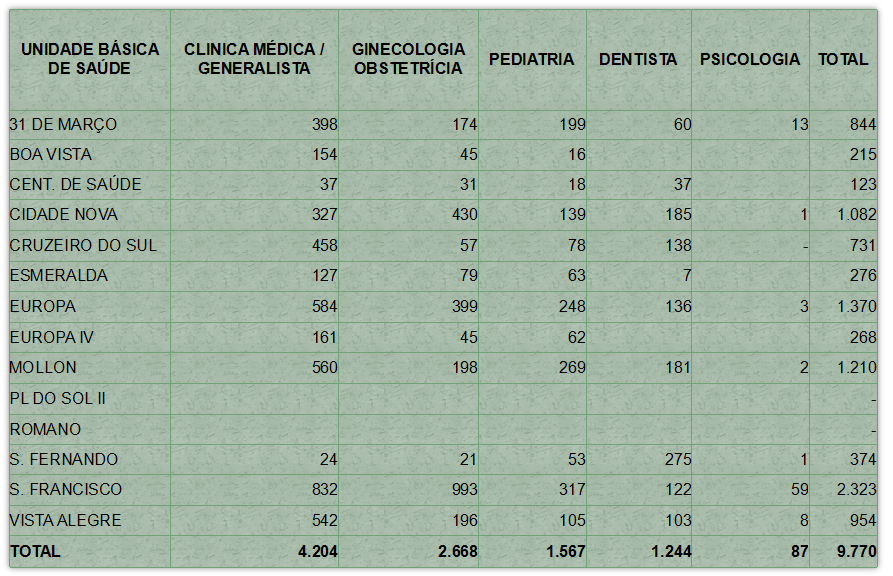 UNIDADE BÁSICA DE SAÚDE CLINICA MÉDICA / GENERALISTA GINECOLOGIA OBSTETRÍCIA PEDIATRIA DENTISTA PSICOLOGIA TOTAL
31 DE MARÇO 398 174 199 60 13 844
BOA VISTA 154 45 16 215
CENT. DE SAÚDE 37 31 18 37 123
CIDADE NOVA 327 430 139 185 1 1.082
CRUZEIRO DO SUL 458 57 78 138 - 731
ESMERALDA 127 79 63 7 276
EUROPA 584 399 248 136 3 1.370
EUROPA IV 161 45 62 268
MOLLON 560 198 269 181 2 1.210
PL DO SOL II -
ROMANO -
S. FERNANDO 24 21 53 275 1 374
S. FRANCISCO 832 993 317 122 59 2.323
VISTA ALEGRE 542 196 105 103 8 954
TOTAL 4.204 2.668 1.567 1.244 87 9.770